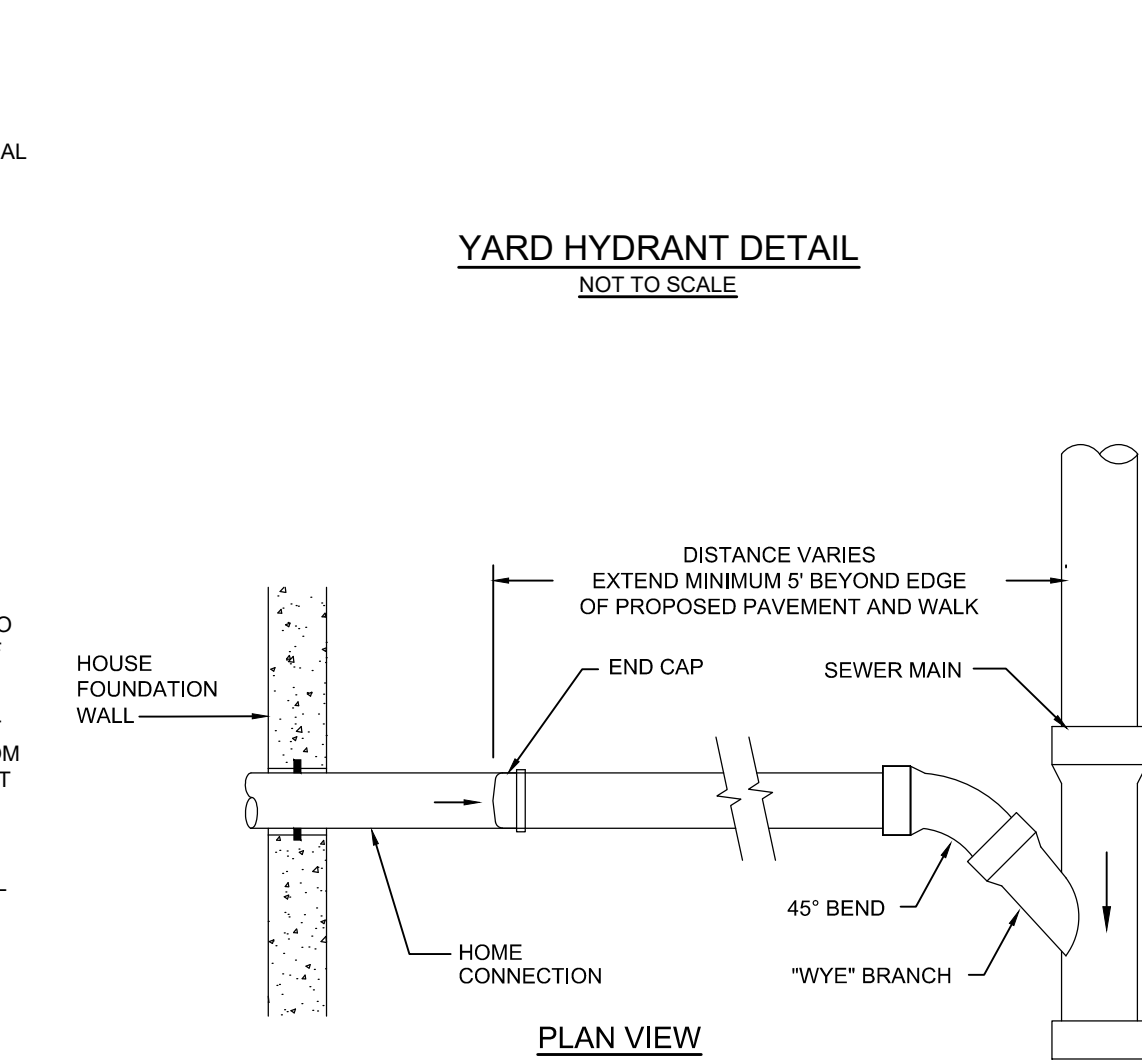 AL
YARD HYDRANT DETAIL
NOT TO SCALE
DISTANCE VARIES
EXTEND MINIMUM 5' BEYOND EDGE
OF PROPOSED PAVEMENT AND WALK
O
HOUSE
FOUNDATION
WALL
END CAP
SEWER MAIN
OM
T
45° BEND
HOME
CONNECTION
"WYE" BRANCH
PLAN VIEW